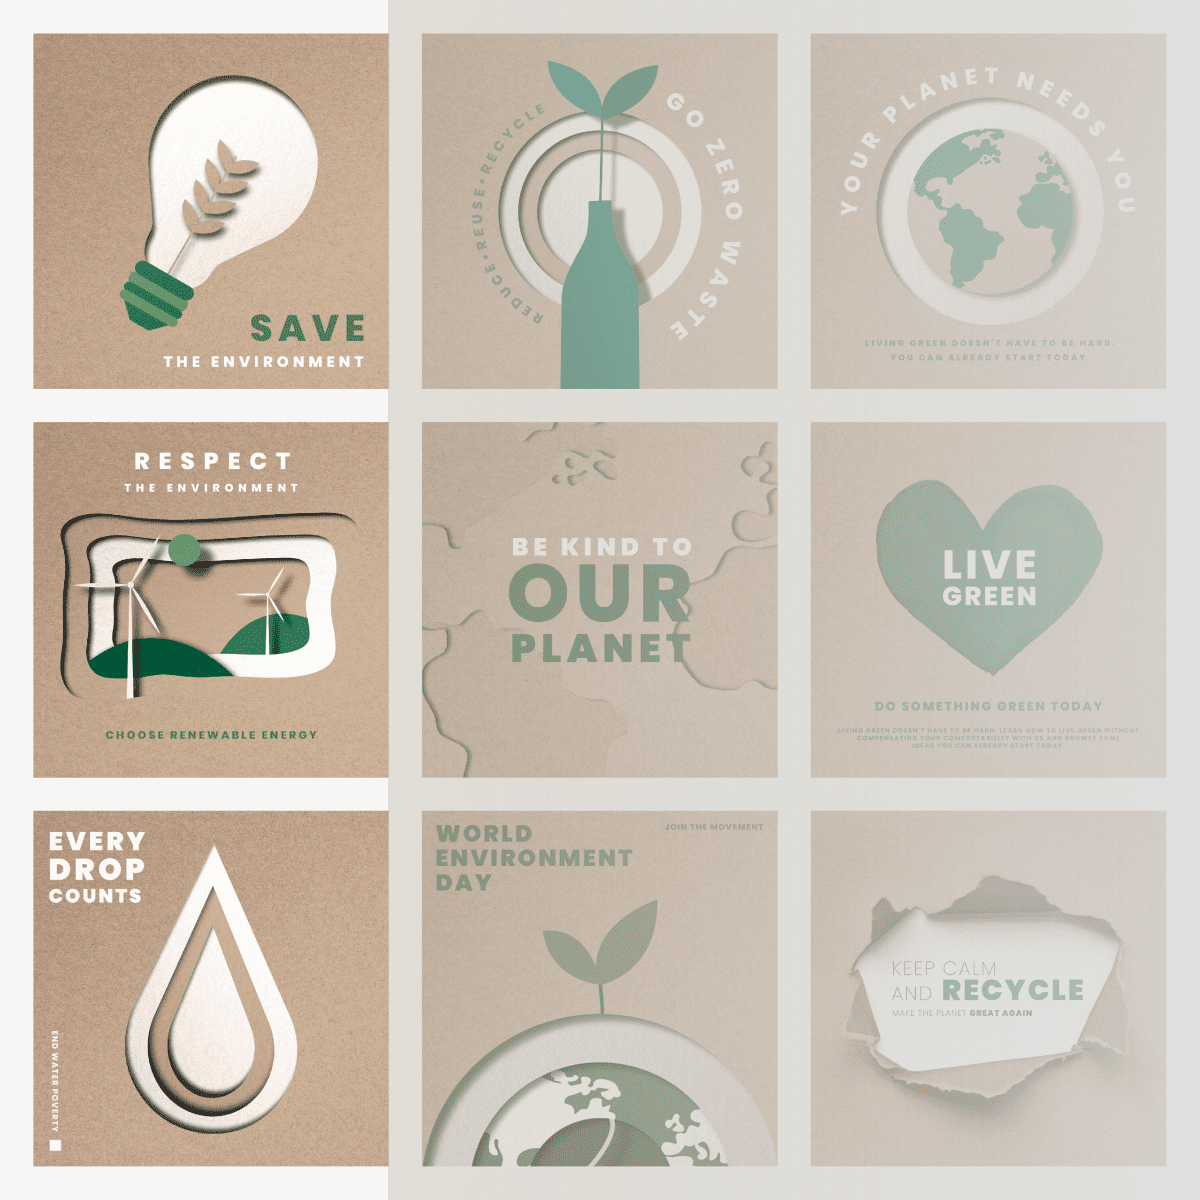 SAVE
THE ENVIRONMENT
REDUCE•REUSE•RECYCLE
GO ZERO WASTE
YOUR PLANET NEEDS YOU
LIVING GREEN DOESN'T HAVE TO BE HARD.
YOU CAN ALREADY START TODAY.
RESPECT
THE ENVIRONMENT
CHOOSE RENEWABLE ENERGY
BE KIND TO
OUR
PLANET
LIVE
GREEN
DO SOMETHING GREEN TODAY
LIVING GREEN DOESN'T HAVE TO BE HARD. LEARN HOW TO LIVE GREEN WITHOUT
COMPENSATING YOUR COMFORTABILITY WITH US AND BROWSE SOME
IDEAS YOU CAN ALREADY START TODAY.
EVERY
DROP
COUNTS
END WATER POVERTY
WORLD
ENVIRONMENT
DAY
JOIN THE MOVEMENT
KEEP CALM
AND RECYCLE
MAKE THE PLANET GREAT AGAIN